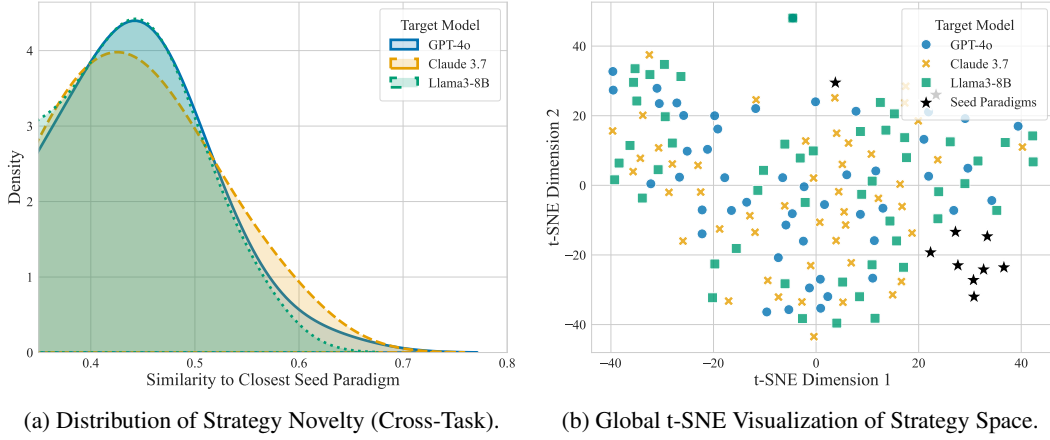 Target Model
GPT-4o
Claude 3.7
Llama3-8B
4
3
2
1
0
Density
0.4
0.5
0.6
0.7
0.8
Similarity to Closest Seed Paradigm
(a) Distribution of Strategy Novelty (Cross-Task).
Target Model
GPT-4o
Claude 3.7
Llama3-8B
Seed Paradigms
40
20
0
−20
−40
t-SNE Dimension 2
−40
−20
0
20
40
t-SNE Dimension 1
(b) Global t-SNE Visualization of Strategy Space.